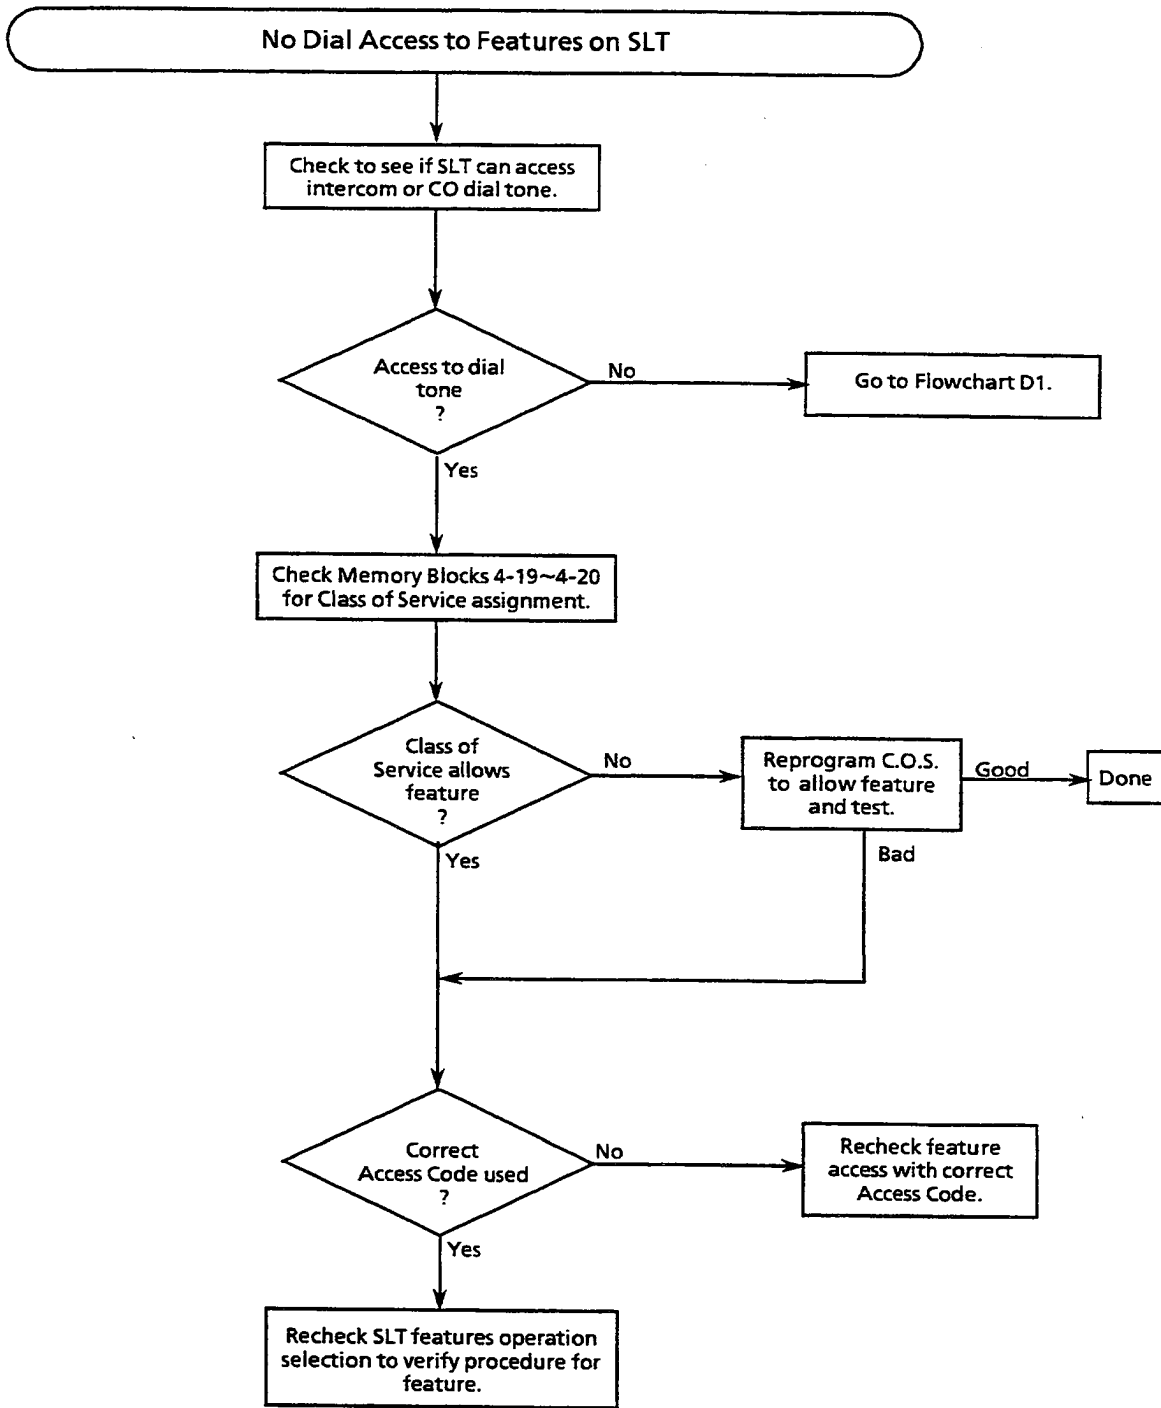 No Dial Access to Features on SLT
Check to see if SLT can access
intercom or CO dial tone.
Access to dial
tone
?
No
Go to Flowchart D1.
Yes
Check Memory Blocks 4-19~4-20
for Class of Service assignment.
Class of
Service allows
feature
?
No
Reprogram C.O.S.
to allow feature
and test.
Good
Done
Bad
Yes
Correct
Access Code used
?
No
Recheck feature
access with correct
Access Code.
Yes
Recheck SLT features operation
selection to verify procedure for
feature.